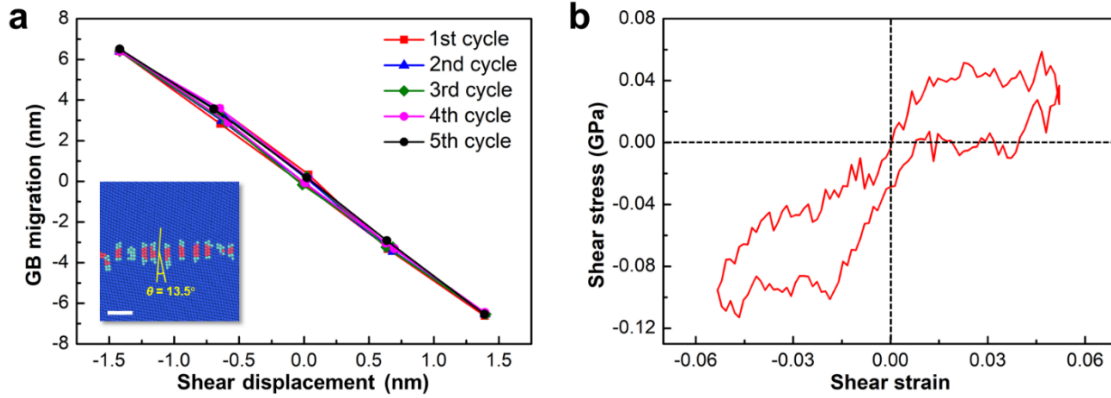 a
8
6
4
2
0
-2
-4
-6
-8
GB migration (nm)
1st cycle
2nd cycle
3rd cycle
4th cycle
5th cycle
θ = 13.5°
-1.5 -1.0 -0.5 0.0 0.5 1.0 1.5
Shear displacement (nm)
b
0.08
0.04
0.00
-0.04
-0.08
-0.12
Shear stress (GPa)
-0.06 -0.03 0.00 0.03 0.06
Shear strain